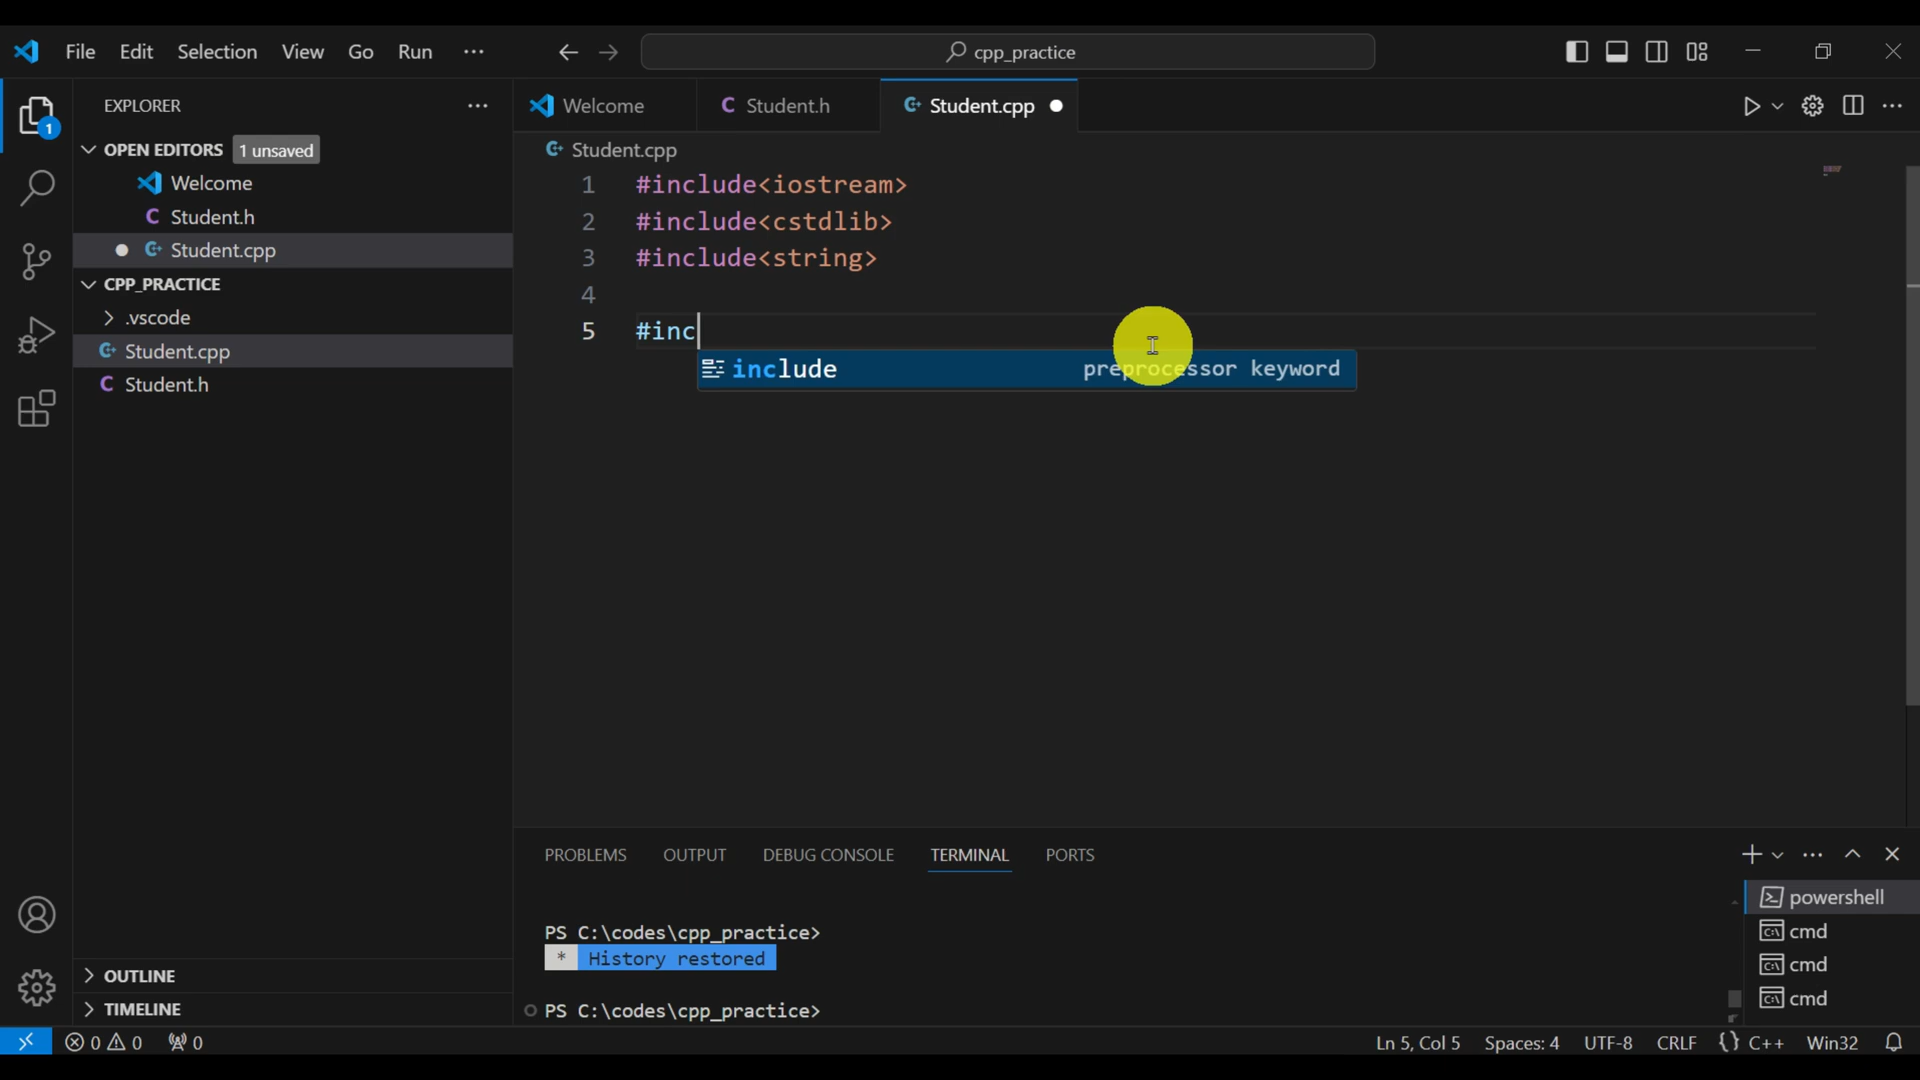 File Edit Selection View Go Run ··· cpp_practice
EXPLORER ···
OPEN EDITORS 1 unsaved
Welcome
C Student.h
Student.cpp
CPP_PRACTICE
.vscode
Student.cpp
C Student.h
OUTLINE
TIMELINE
Welcome C Student.h Student.cpp
Student.cpp
1 #include<iostream>
2 #include<cstdlib>
3 #include<string>
4
5 #inc
include preprocessor keyword
PROBLEMS OUTPUT DEBUG CONSOLE TERMINAL PORTS
PS C:\codes\cpp_practice>
* History restored
PS C:\codes\cpp_practice>
powershell
cmd
cmd
cmd
0 0 0 Ln 5, Col 5 Spaces: 4 UTF-8 CRLF {} C++ Win32